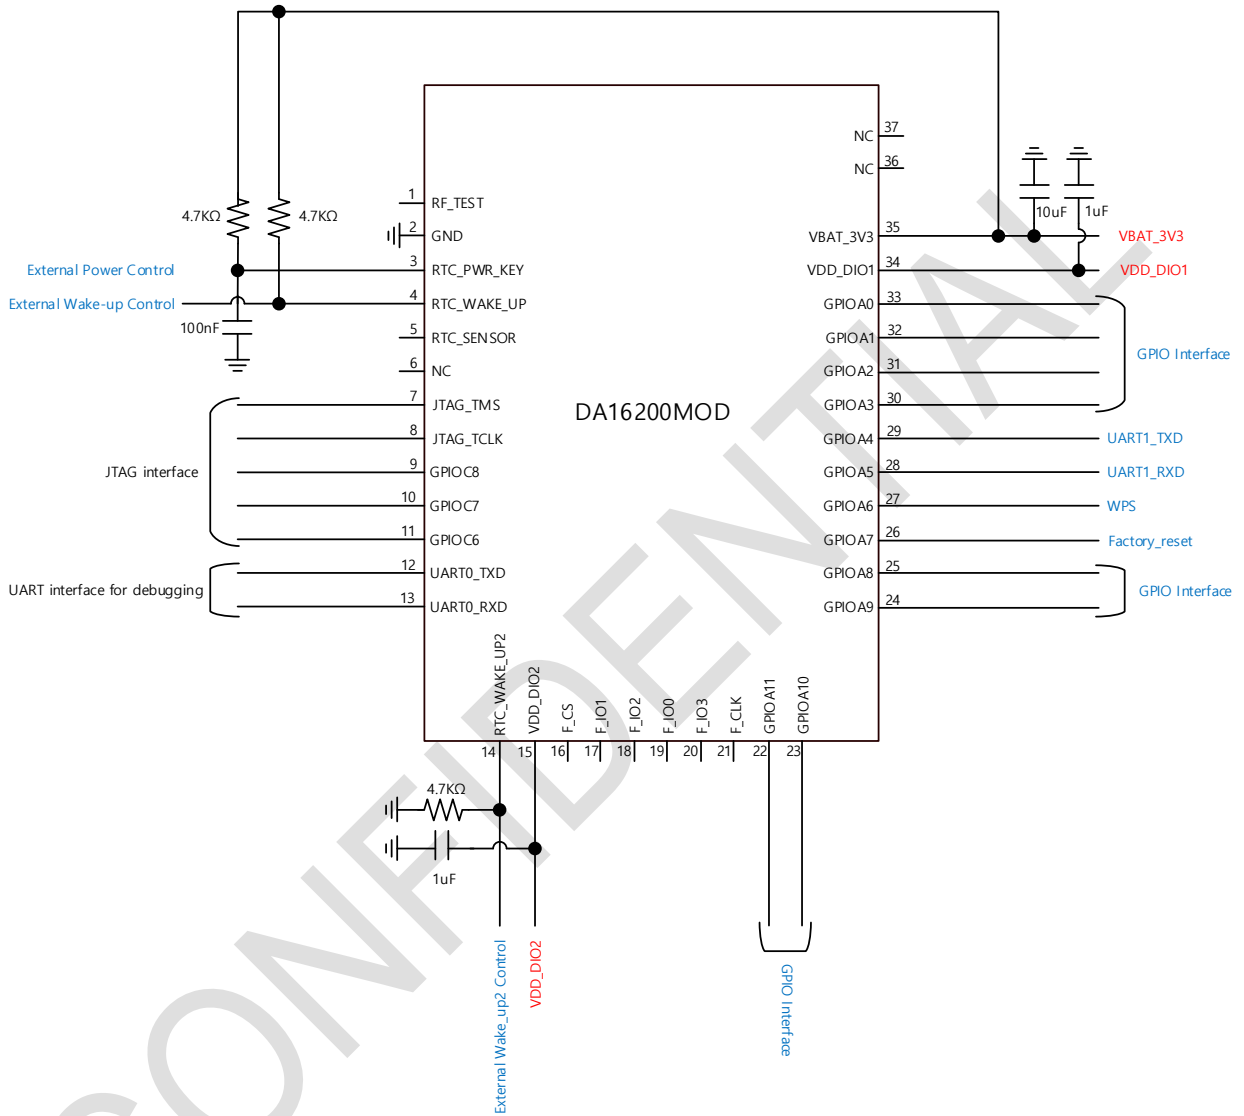 37
NC
36
NC
1
RF_TEST
4.7KΩ
4.7KΩ
10uF
1uF
2
GND
35
VBAT_3V3
VBAT_3V3
External Power Control
3
RTC_PWR_KEY
34
VDD_DIO1
VDD_DIO1
External Wake-up Control
4
RTC_WAKE_UP
33
GPIOA0
100nF
5
RTC_SENSOR
32
GPIOA1
GPIO Interface
6
NC
31
GPIOA2
7
JTAG_TMS
30
GPIOA3
DA16200MOD
8
JTAG_TCLK
29
GPIOA4
UART1_TXD
JTAG interface
9
GPIOC8
28
GPIOA5
UART1_RXD
10
GPIOC7
27
GPIOA6
WPS
11
GPIOC6
26
GPIOA7
Factory_reset
12
UART0_TXD
25
GPIOA8
UART interface for debugging
GPIO Interface
13
UART0_RXD
24
GPIOA9
RTC_WAKE_UP2
VDD_DIO2
F_CS
F_IO1
F_IO2
F_IO0
F_IO3
F_CLK
GPIOA11
GPIOA10
14
15
16
17
18
19
20
21
22
23
4.7KΩ
1uF
External Wake_up2 Control
VDD_DIO2
GPIO Interface
CONFIDENTIAL